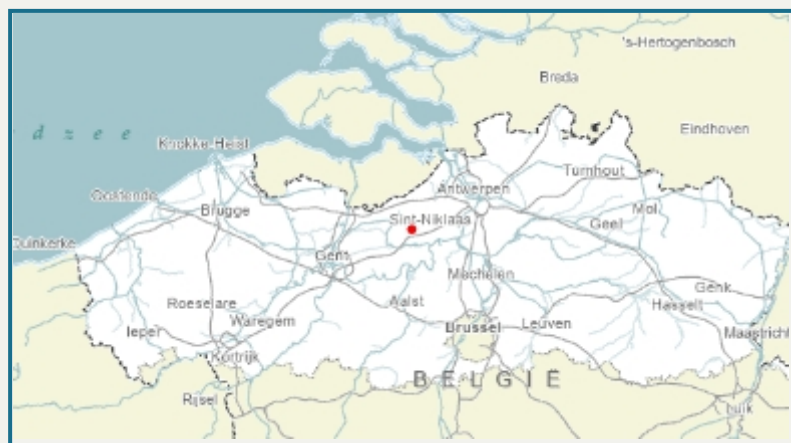 's-Hertogenbosch
Breda
d z e e
Eindhoven
Knokke-Heist
Turnhout
Antwerpen
Oostende
Mol
Brugge
Sint-Niklaas
Geel
Duinkerke
Gent
Mechelen
Genk
Roeselare
Aalst
Hasselt
Ieper
Waregem
Brussel
Leuven
Maastricht
Kortrijk
BELGIË
Rijsel
Luik